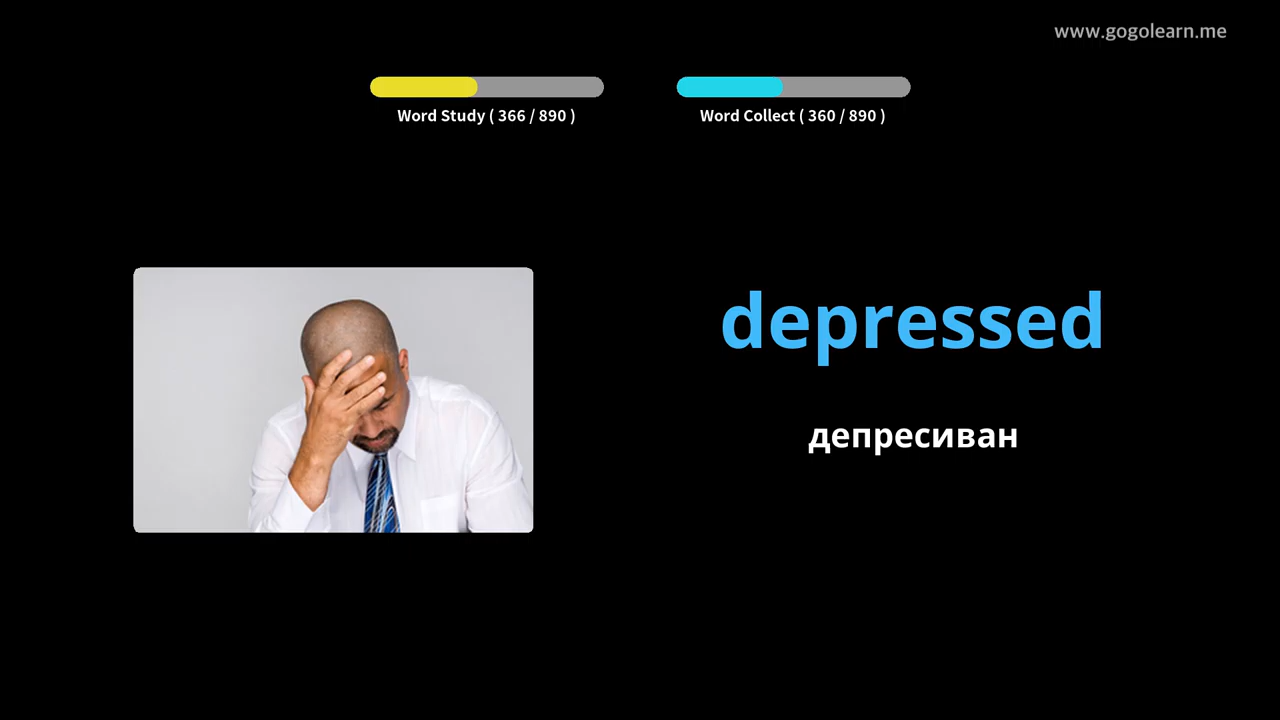 www.gogolearn.me
Word Study ( 366 / 890 )
Word Collect ( 360 / 890 )
depressed
депресиван